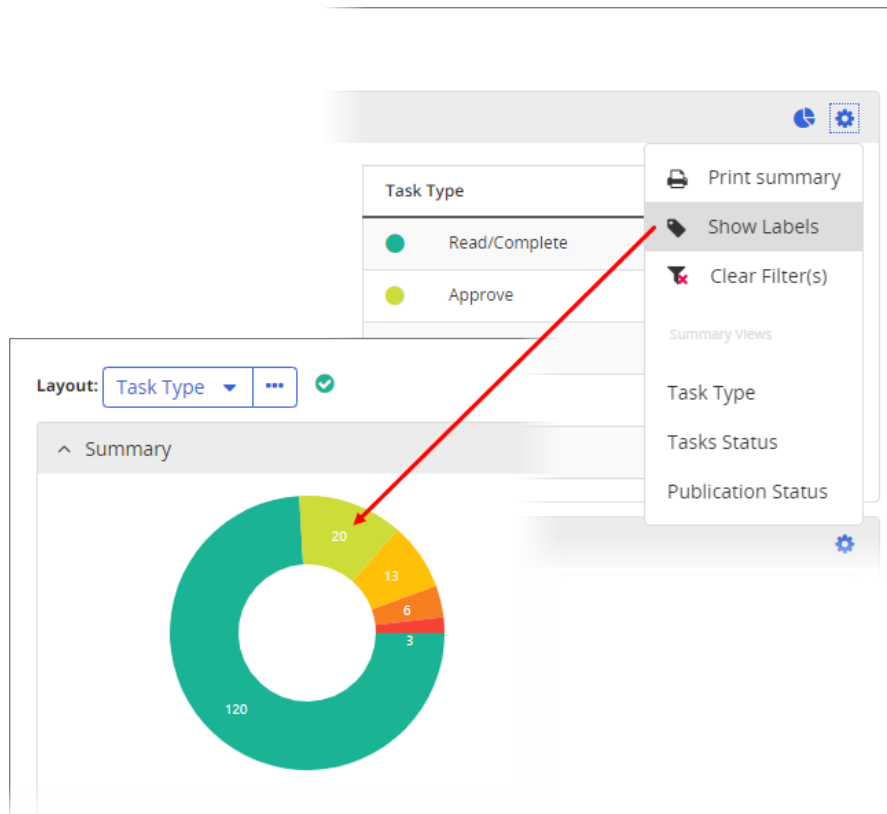 Task Type
Read/Complete
Approve
Print summary
Show Labels
Clear Filter(s)
Summary Views
Task Type
Tasks Status
Publication Status
Layout:
Task Type
Summary
20
13
6
3
120